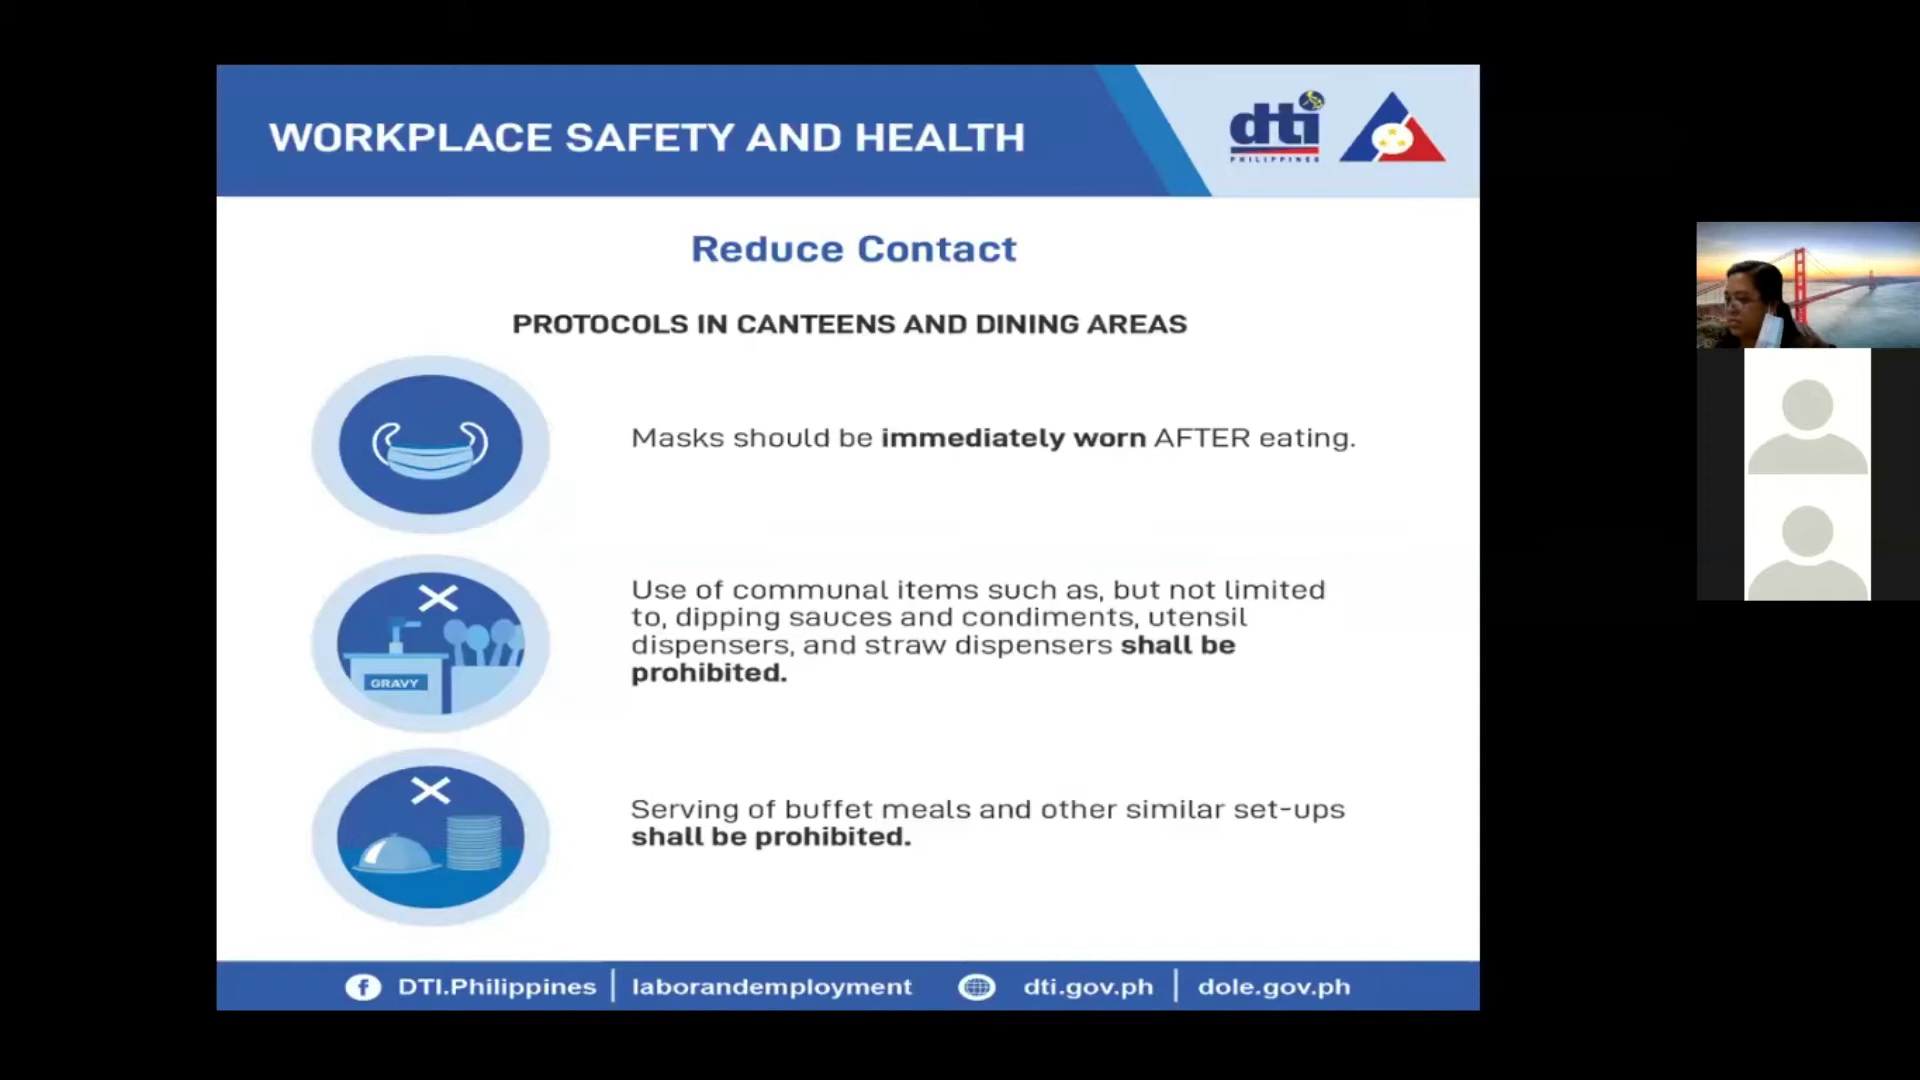 WORKPLACE SAFETY AND HEALTH
dti
PHILIPPINES
Reduce Contact
PROTOCOLS IN CANTEENS AND DINING AREAS
Masks should be immediately worn AFTER eating.
Use of communal items such as, but not limited
to, dipping sauces and condiments, utensil
dispensers, and straw dispensers shall be
prohibited.
GRAVY
Serving of buffet meals and other similar set-ups
shall be prohibited.
f DTI.Philippines | laborandemployment dti.gov.ph | dole.gov.ph